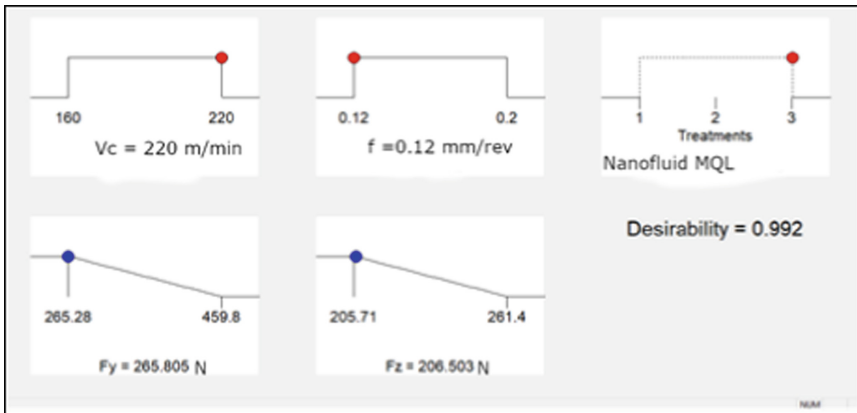 160 220
Vc = 220 m/min
0.12 0.2
f =0.12 mm/rev
1 2 3
Treatments
Nanofluid MQL
265.28 459.8
Fy = 265.805 N
205.71 261.4
Fz = 206.503 N
Desirability = 0.992
NUM